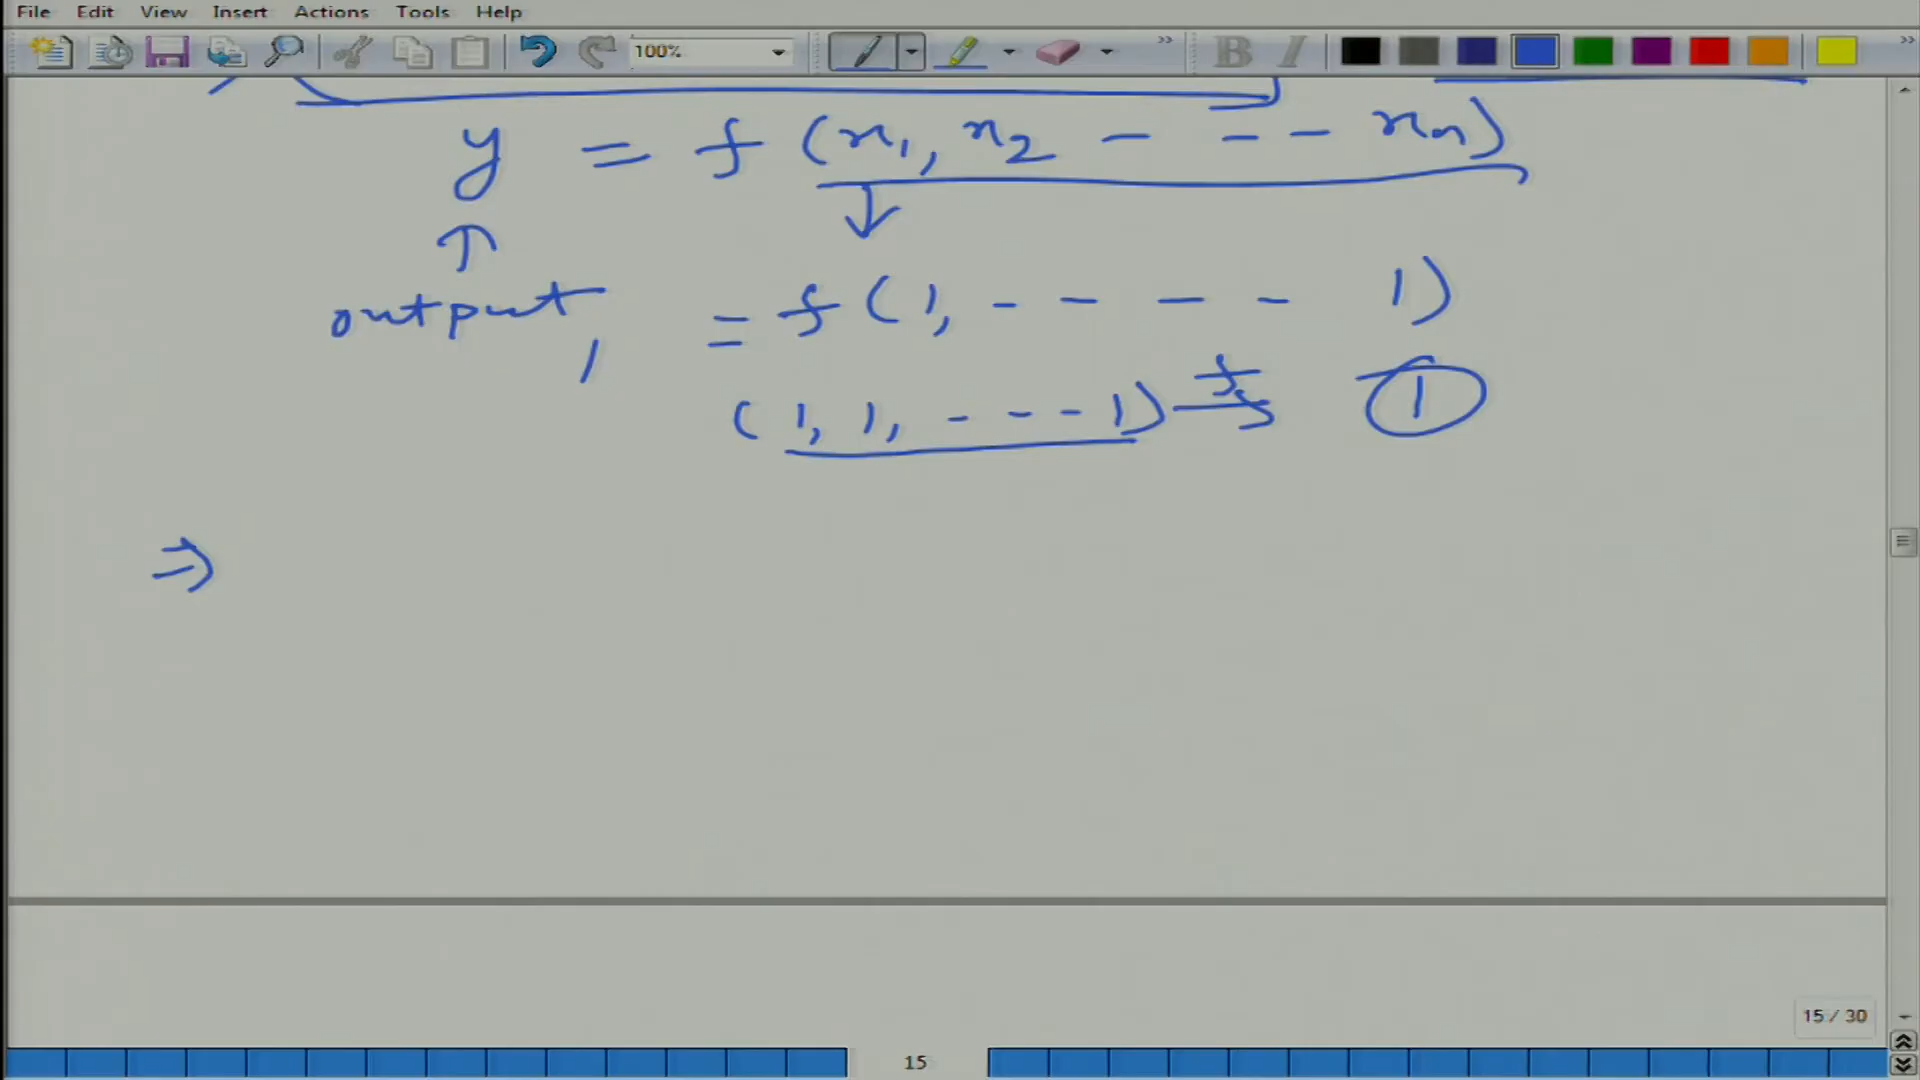 File Edit View Insert Actions Tools Help
100% B I
y = f (x1, x2 - - - xn)
↑ ↓
output, = f (1, - - - - 1)
1
(1, 1, - - - 1) f→ 1
⇒
15 / 30
15